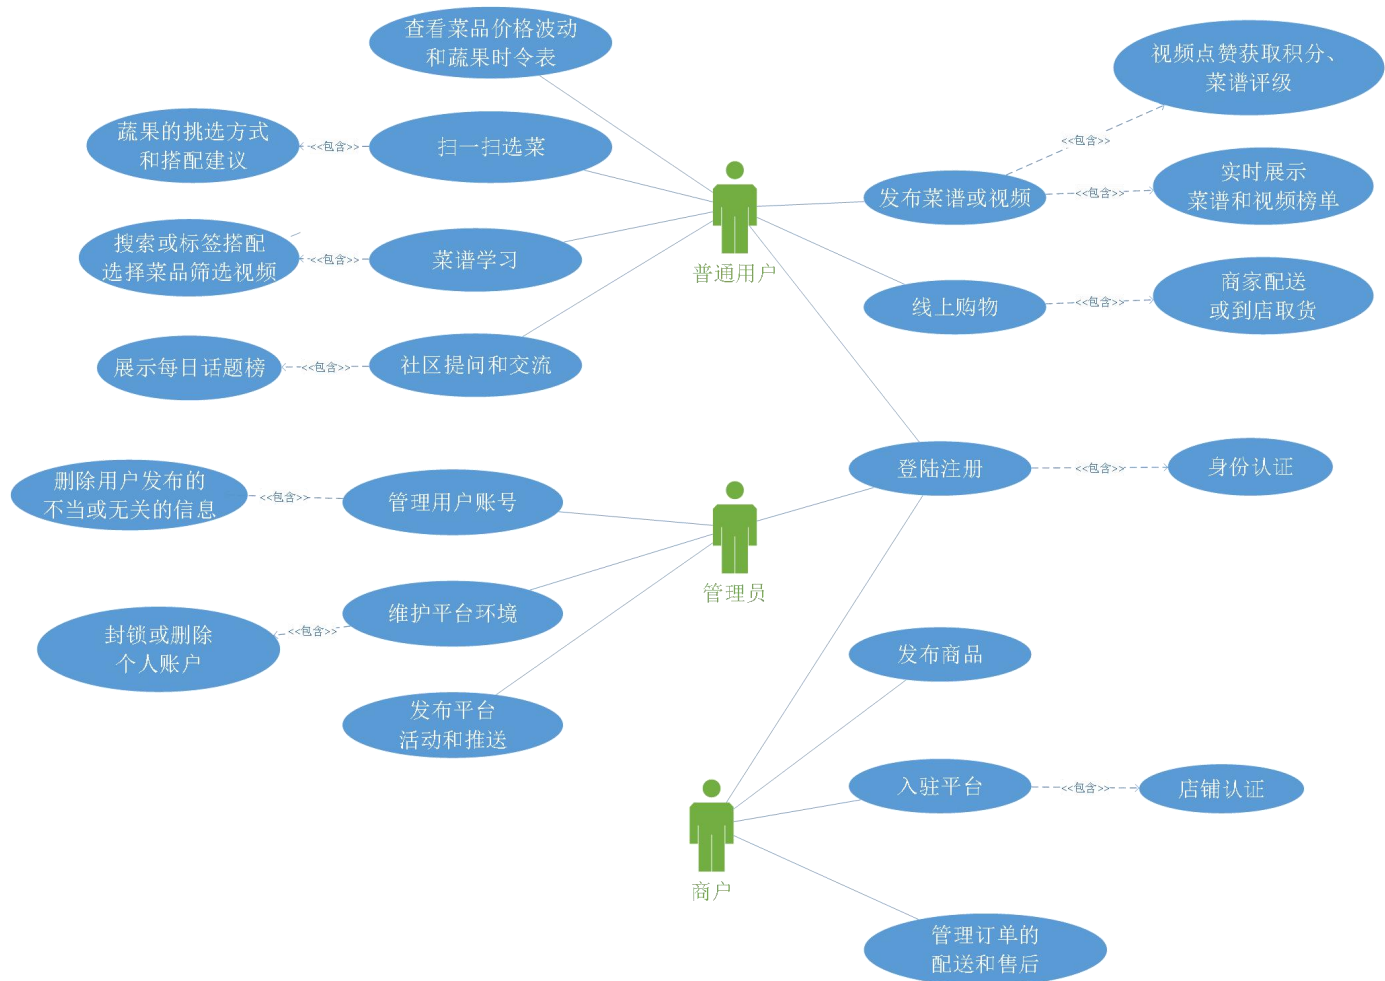 查看菜品价格波动
和蔬果时令表
视频点赞获取积分、
菜谱评级
蔬果的挑选方式
和搭配建议
<<包含>>
扫一扫选菜
<<包含>>
发布菜谱或视频
<<包含>>
实时展示
菜谱和视频榜单
搜索或标签搭配
选择菜品筛选视频
<<包含>>
菜谱学习
普通用户
线上购物
<<包含>>
商家配送
或到店取货
展示每日话题榜
<<包含>>
社区提问和交流
登陆注册
<<包含>>
身份认证
删除用户发布的
不当或无关的信息
<<包含>>
管理用户账号
管理员
封锁或删除
个人账户
<<包含>>
维护平台环境
发布商品
发布平台
活动和推送
入驻平台
<<包含>>
店铺认证
商户
管理订单的
配送和售后